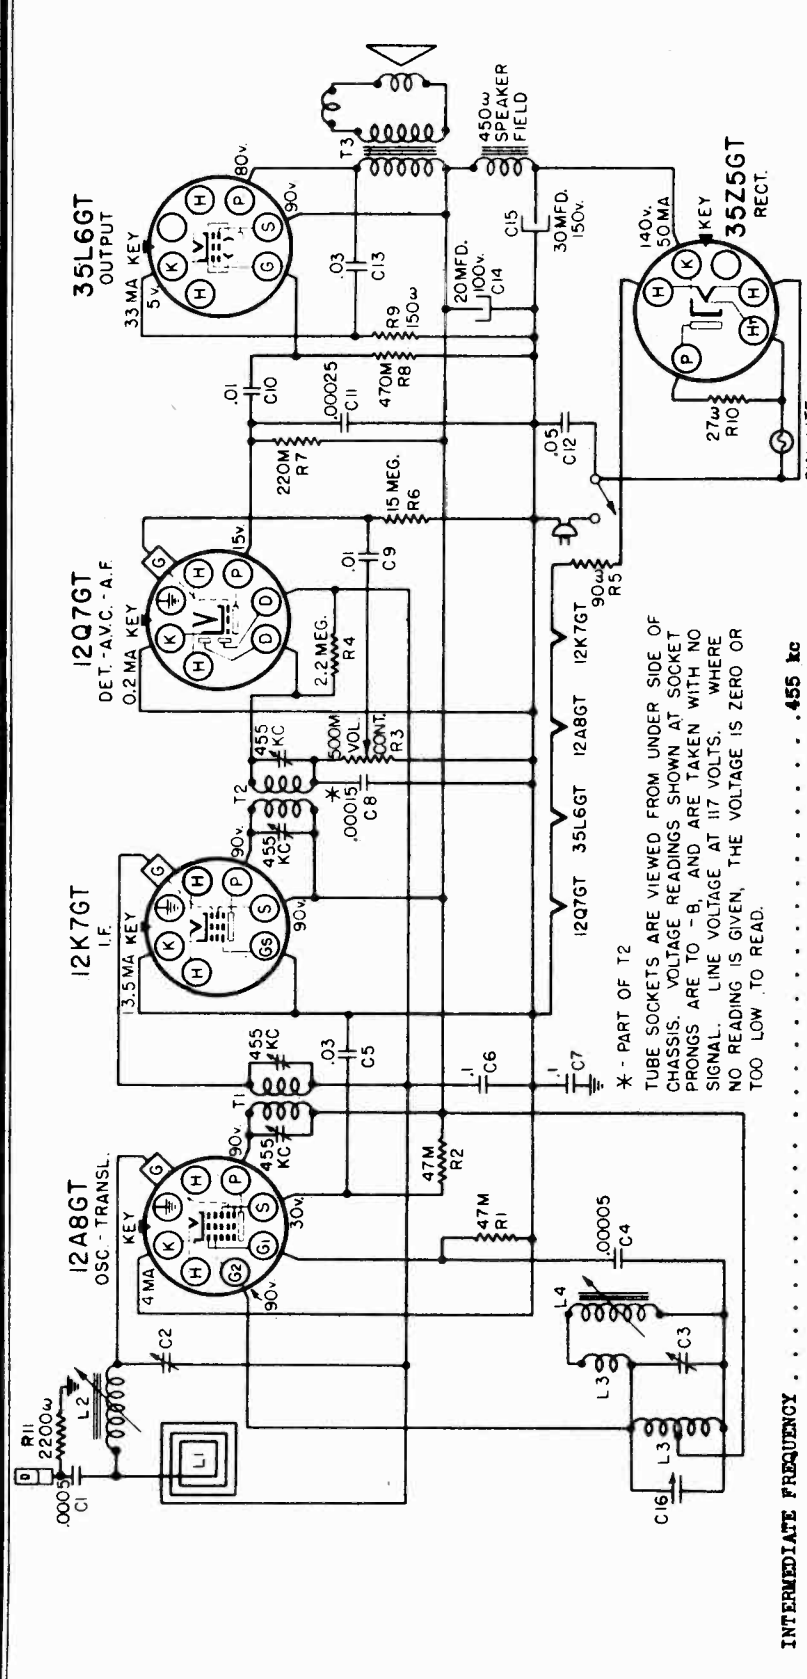 12A8GT
OSC.-TRANSL.
KEY
4 MA
G
H
K
P
H
S
G2
G1
90v.
90v.
30v.
12K7GT
I.F.
13.5 MA KEY
G
K
H
H
P
GS
S
90v.
90v.
12Q7GT
DET.-A.V.C.-A.F.
0.2 MA KEY
G
K
H
H
P
D
D
15v.
35L6GT
OUTPUT
33 MA KEY
5v.
K
H
H
P
G
S
80v.
90v.
R11
2200ω
D
.0005
C1
L2
C2
L1
T1
455
KC
455
KC
.03
C5
T2
455
KC
455
KC
*
.00015
C8
500M
VOL.
CONT.
R3
2.2 MEG.
R4
.01
C9
15 MEG.
R6
220M
R7
.01
C10
.00025
C11
470M
R8
R9
150ω
.03
C13
T3
450ω
SPEAKER
FIELD
20 MFD.
100v.
C14
C15
30 MFD.
150v.
.05
C12
47M
R2
47M
R1
.1
C6
.1
C7
.00005
C4
L4
L3
C3
L3
C16
12Q7GT
35L6GT
12A8GT
12K7GT
90ω
R5
140v.
50 MA
KEY
35Z5GT
RECT.
K
H
H
P
HT
27ω
R10
* - PART OF T2
TUBE SOCKETS ARE VIEWED FROM UNDER SIDE OF
CHASSIS. VOLTAGE READINGS SHOWN AT SOCKET
PRONGS ARE TO -B, AND ARE TAKEN WITH NO
SIGNAL. LINE VOLTAGE AT 117 VOLTS. WHERE
NO READING IS GIVEN, THE VOLTAGE IS ZERO OR
TOO LOW TO READ.
INTERMEDIATE FREQUENCY . . . . . . . . . . . . . . . 455 kc